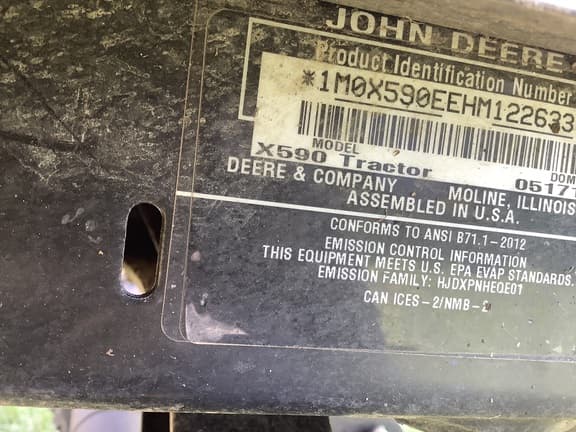 JOHN DEERE
Product Identification Number
*1M0X590EEHM122633
MODEL
X590 Tractor
DOM
05177
DEERE & COMPANY MOLINE, ILLINOIS
ASSEMBLED IN U.S.A.
CONFORMS TO ANSI B71.1-2012
EMISSION CONTROL INFORMATION
THIS EQUIPMENT MEETS U.S. EPA EVAP STANDARDS.
EMISSION FAMILY: HJDXPNHEQE01
CAN ICES-2/NMB-2